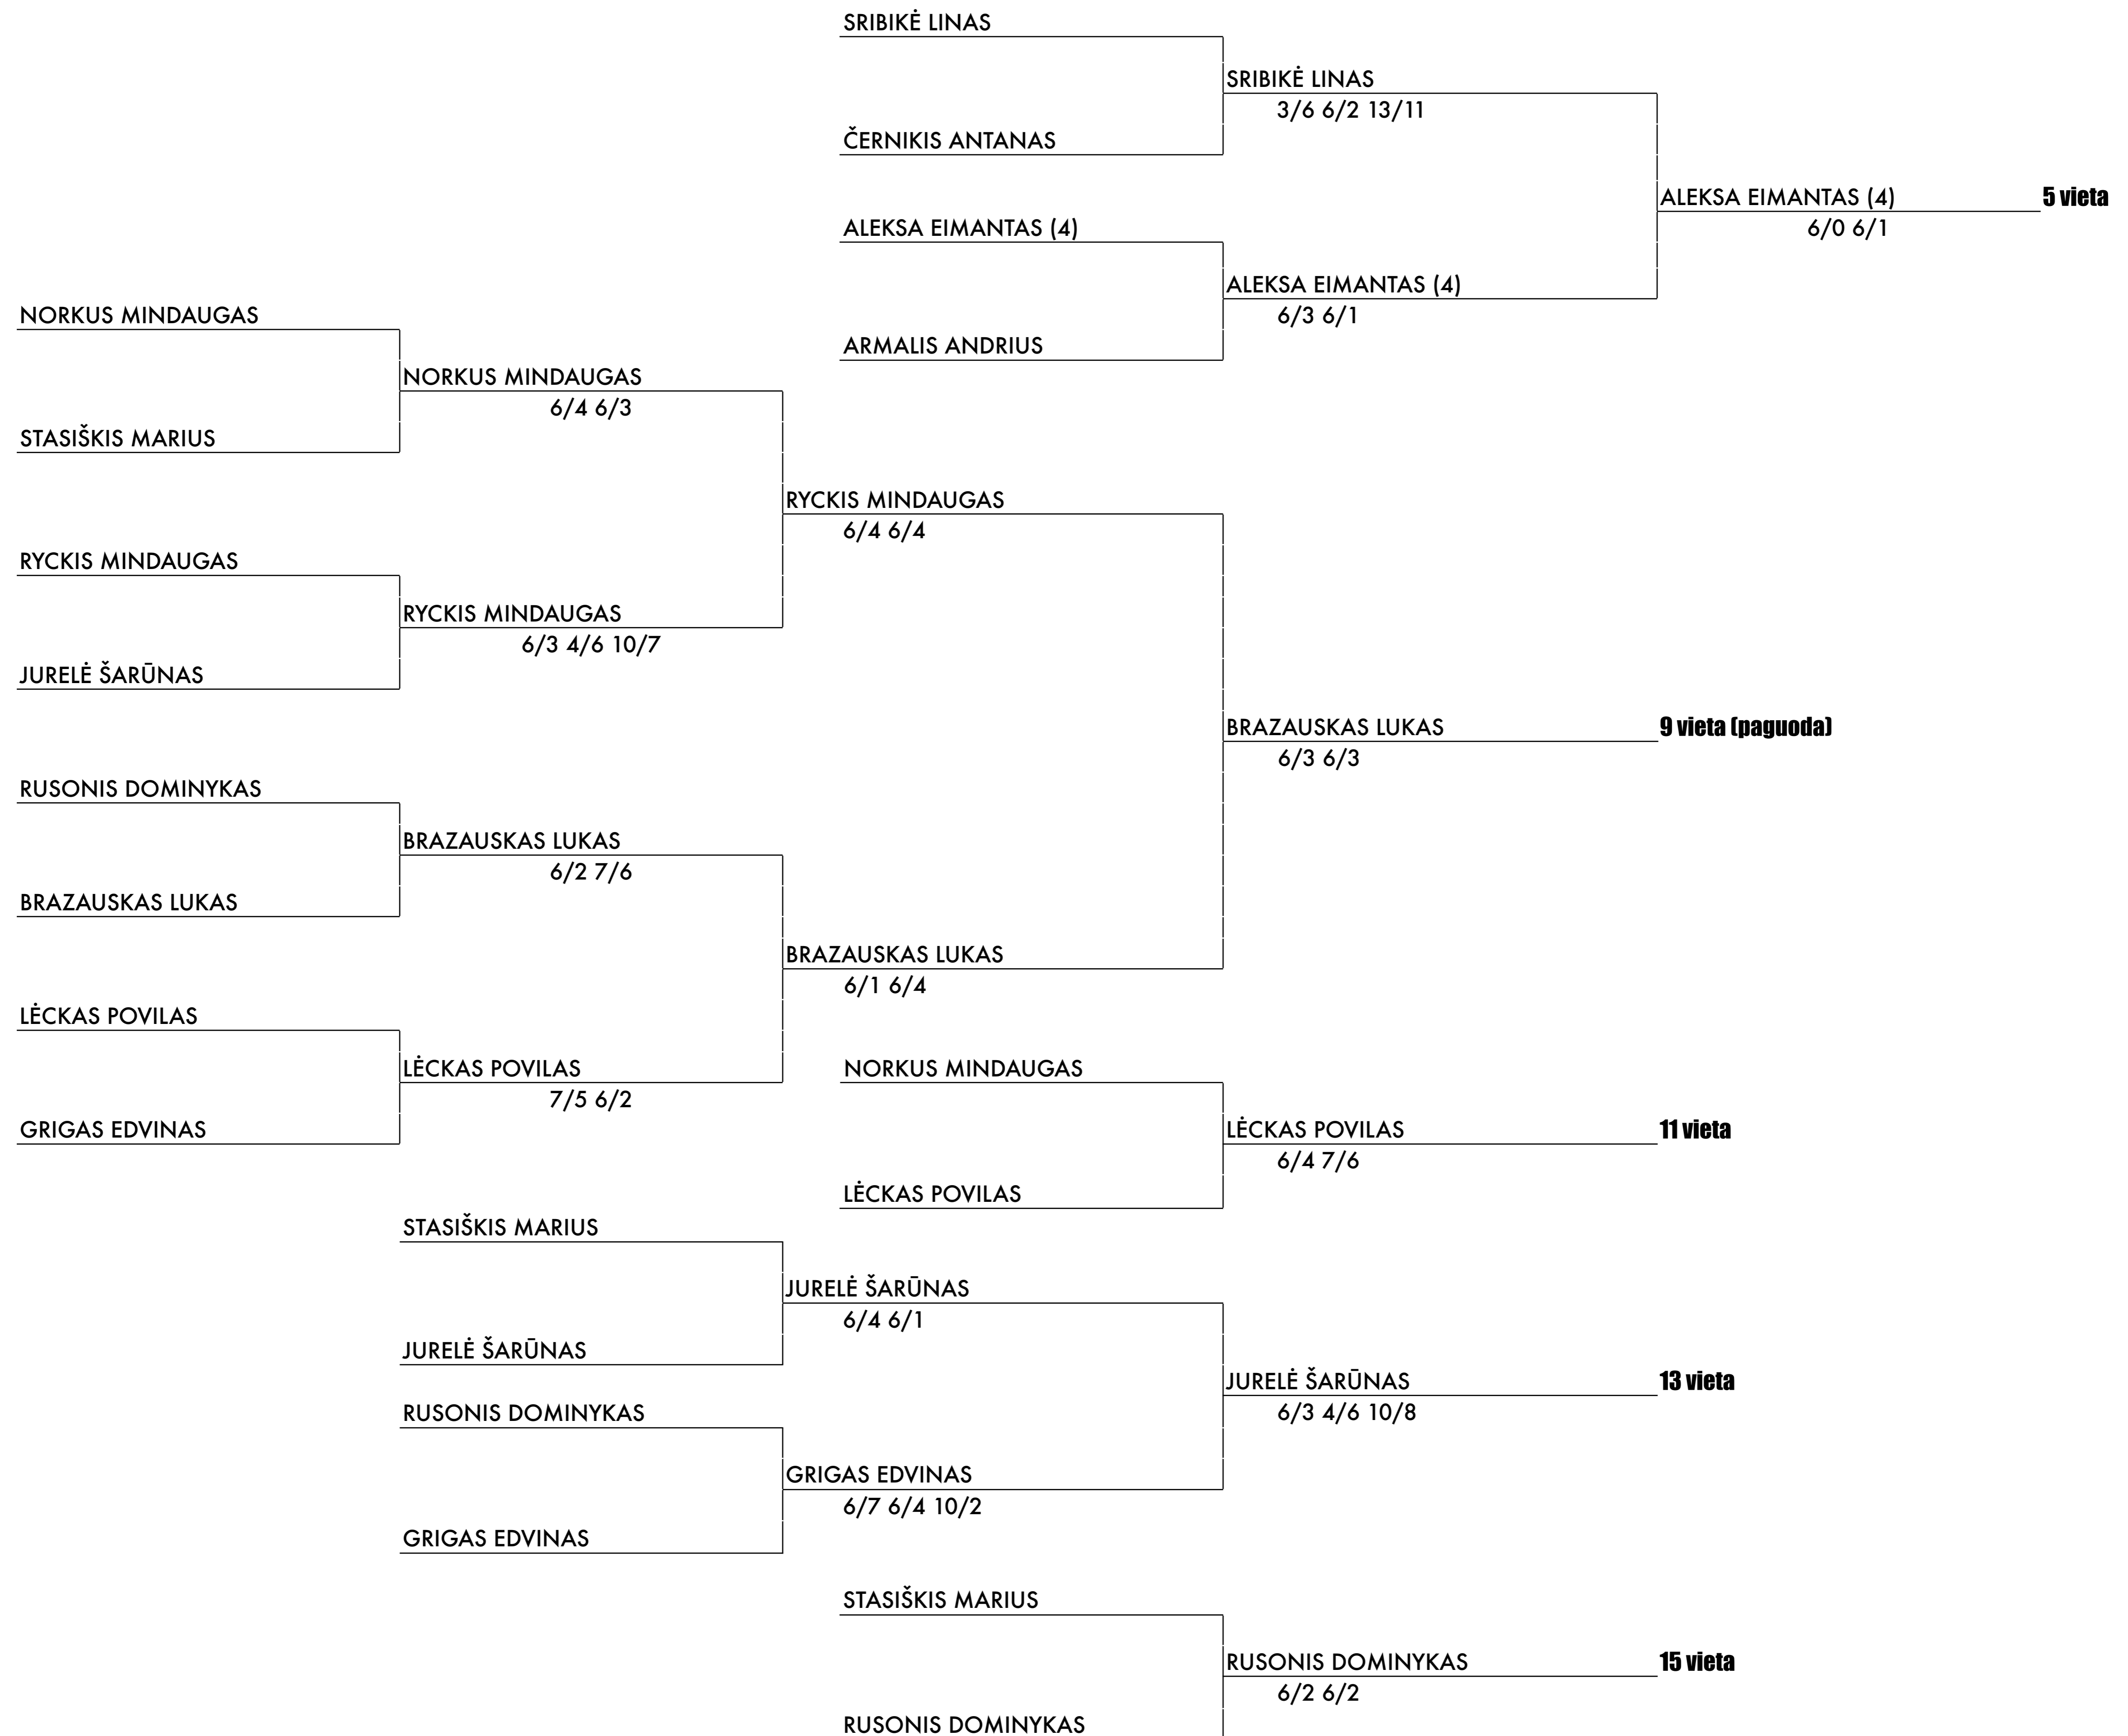 SRIBIKĖ LINAS
SRIBIKĖ LINAS
3/6 6/2 13/11
ČERNIKIS ANTANAS
ALEKSA EIMANTAS (4)
5 vieta
6/0 6/1
ALEKSA EIMANTAS (4)
ALEKSA EIMANTAS (4)
6/3 6/1
ARMALIS ANDRIUS
NORKUS MINDAUGAS
NORKUS MINDAUGAS
6/4 6/3
STASIŠKIS MARIUS
RYCKIS MINDAUGAS
6/4 6/4
RYCKIS MINDAUGAS
RYCKIS MINDAUGAS
6/3 4/6 10/7
JURELĖ ŠARŪNAS
BRAZAUSKAS LUKAS
9 vieta (paguoda)
6/3 6/3
RUSONIS DOMINYKAS
BRAZAUSKAS LUKAS
6/2 7/6
BRAZAUSKAS LUKAS
BRAZAUSKAS LUKAS
6/1 6/4
LĖCKAS POVILAS
LĖCKAS POVILAS
7/5 6/2
GRIGAS EDVINAS
NORKUS MINDAUGAS
LĖCKAS POVILAS
11 vieta
6/4 7/6
LĖCKAS POVILAS
STASIŠKIS MARIUS
JURELĖ ŠARŪNAS
6/4 6/1
JURELĖ ŠARŪNAS
JURELĖ ŠARŪNAS
13 vieta
6/3 4/6 10/8
RUSONIS DOMINYKAS
GRIGAS EDVINAS
6/7 6/4 10/2
GRIGAS EDVINAS
STASIŠKIS MARIUS
RUSONIS DOMINYKAS
15 vieta
6/2 6/2
RUSONIS DOMINYKAS